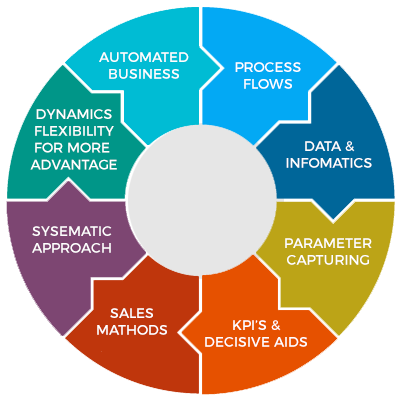 AUTOMATED
BUSINESS
PROCESS
FLOWS
DATA &
INFOMATICS
PARAMETER
CAPTURING
KPI'S &
DECISIVE AIDS
SALES
MATHODS
SYSEMATIC
APPROACH
DYNAMICS
FLEXIBILITY
FOR MORE
ADVANTAGE